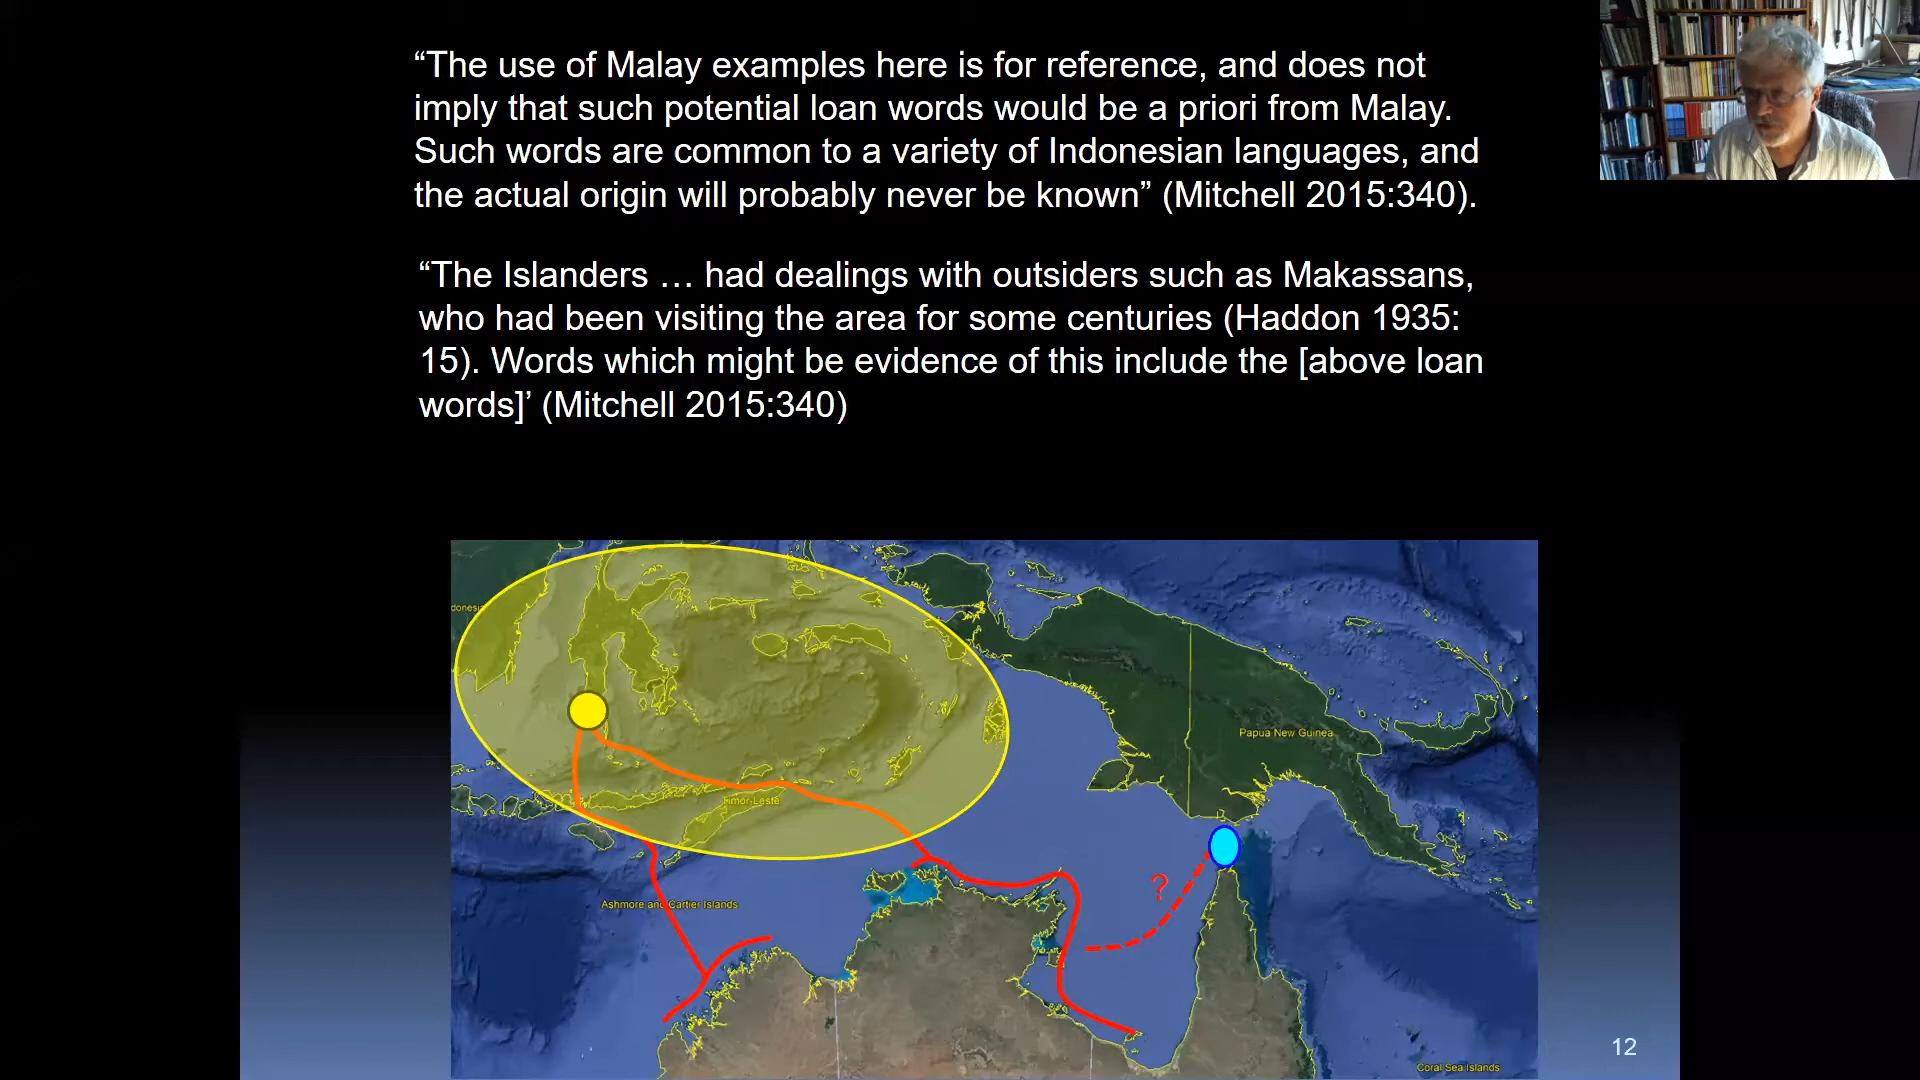 “The use of Malay examples here is for reference, and does not
imply that such potential loan words would be a priori from Malay.
Such words are common to a variety of Indonesian languages, and
the actual origin will probably never be known” (Mitchell 2015:340).
“The Islanders … had dealings with outsiders such as Makassans,
who had been visiting the area for some centuries (Haddon 1935:
15). Words which might be evidence of this include the [above loan
words]’ (Mitchell 2015:340)
donesia
Papua New Guinea
Timor-Leste
?
Ashmore and Cartier Islands
Coral Sea Islands
12